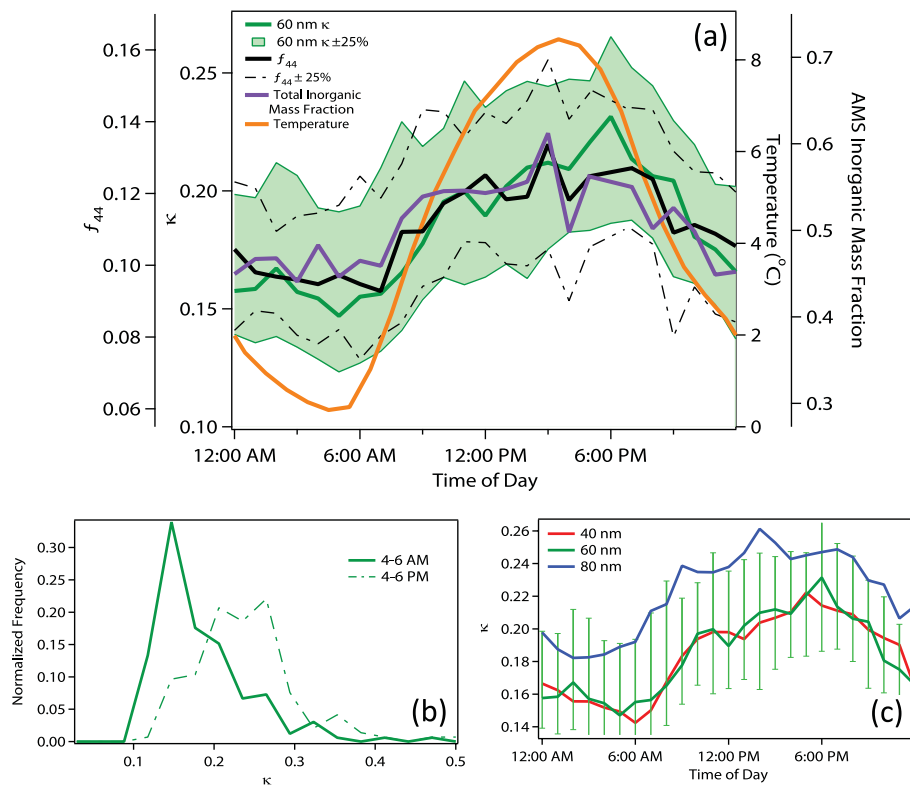 (a)
60 nm κ
60 nm κ ±25%
f44
f44 ± 25%
Total Inorganic
Mass Fraction
Temperature
0.16
0.14
0.12
0.10
0.08
0.06
f44
0.25
0.20
0.15
0.10
κ
8
6
4
2
0
Temperature (°C)
0.7
0.6
0.5
0.4
0.3
AMS Inorganic Mass Fraction
12:00 AM
6:00 AM
12:00 PM
6:00 PM
Time of Day
Normalized Frequency
0.30
0.25
0.20
0.15
0.10
0.05
0.00
4-6 AM
4-6 PM
(b)
0.1
0.2
0.3
0.4
0.5
κ
κ
0.26
0.24
0.22
0.20
0.18
0.16
0.14
40 nm
60 nm
80 nm
(c)
12:00 AM
6:00 AM
12:00 PM
6:00 PM
Time of Day